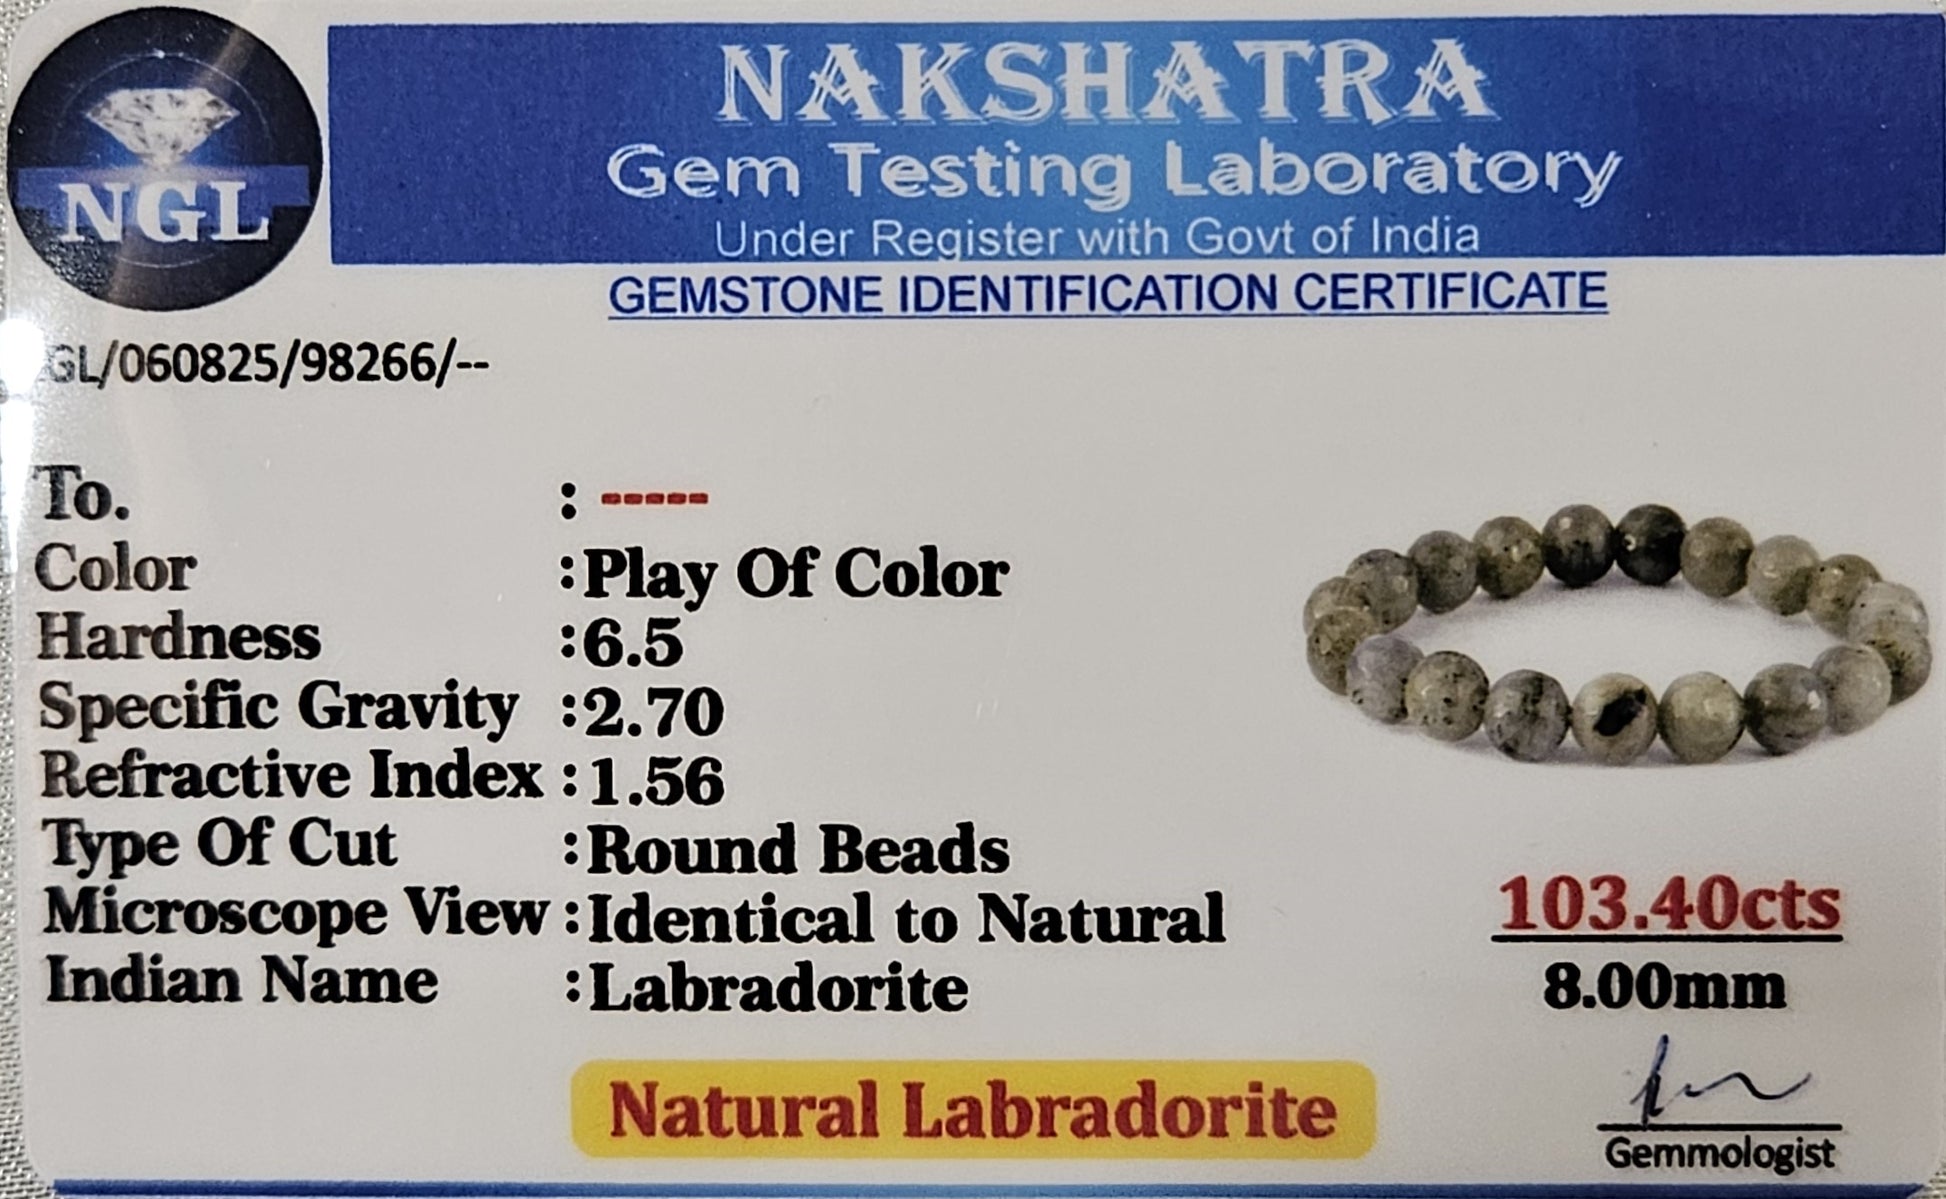 NGL
NAKSHATRA
Gem Testing Laboratory
Under Register with Govt of India
GEMSTONE IDENTIFICATION CERTIFICATE
GL/060825/98266/--
To. : -----
Color :Play Of Color
Hardness :6.5
Specific Gravity :2.70
Refractive Index :1.56
Type Of Cut :Round Beads
Microscope View :Identical to Natural
Indian Name :Labradorite
103.40cts
8.00mm
Natural Labradorite
Gemmologist